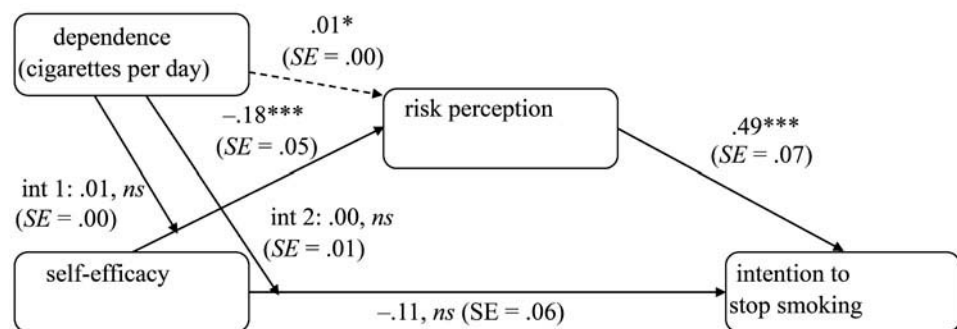 dependence
(cigarettes per day)
.01*
(SE = .00)
–.18***
(SE = .05)
risk perception
.49***
(SE = .07)
int 1: .01, ns
(SE = .00)
int 2: .00, ns
(SE = .01)
self-efficacy
–.11, ns (SE = .06)
intention to
stop smoking